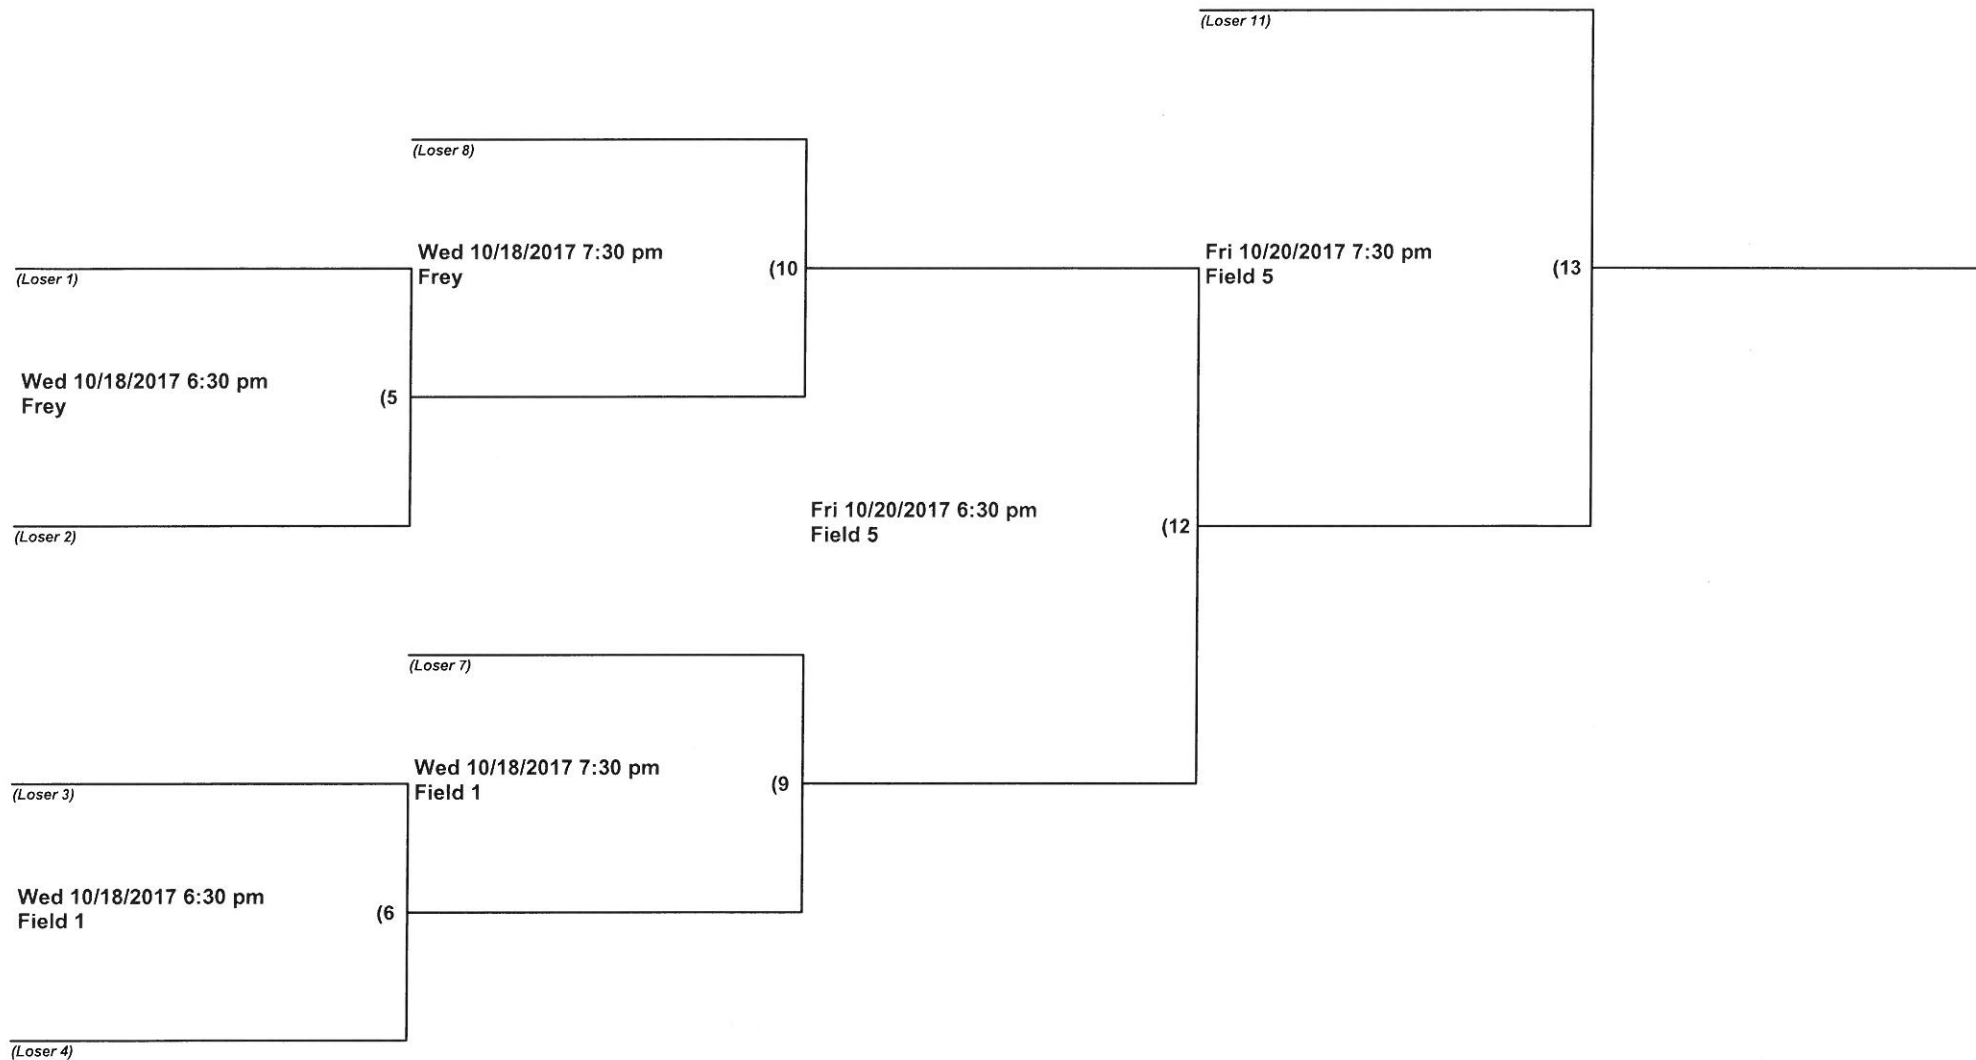 (Loser 11)
(Loser 8)
Wed 10/18/2017 7:30 pm
Frey
(10
Fri 10/20/2017 7:30 pm
Field 5
(13
(Loser 1)
Wed 10/18/2017 6:30 pm
Frey
(5
Fri 10/20/2017 6:30 pm
Field 5
(12
(Loser 2)
(Loser 7)
Wed 10/18/2017 7:30 pm
Field 1
(9
(Loser 3)
Wed 10/18/2017 6:30 pm
Field 1
(6
(Loser 4)